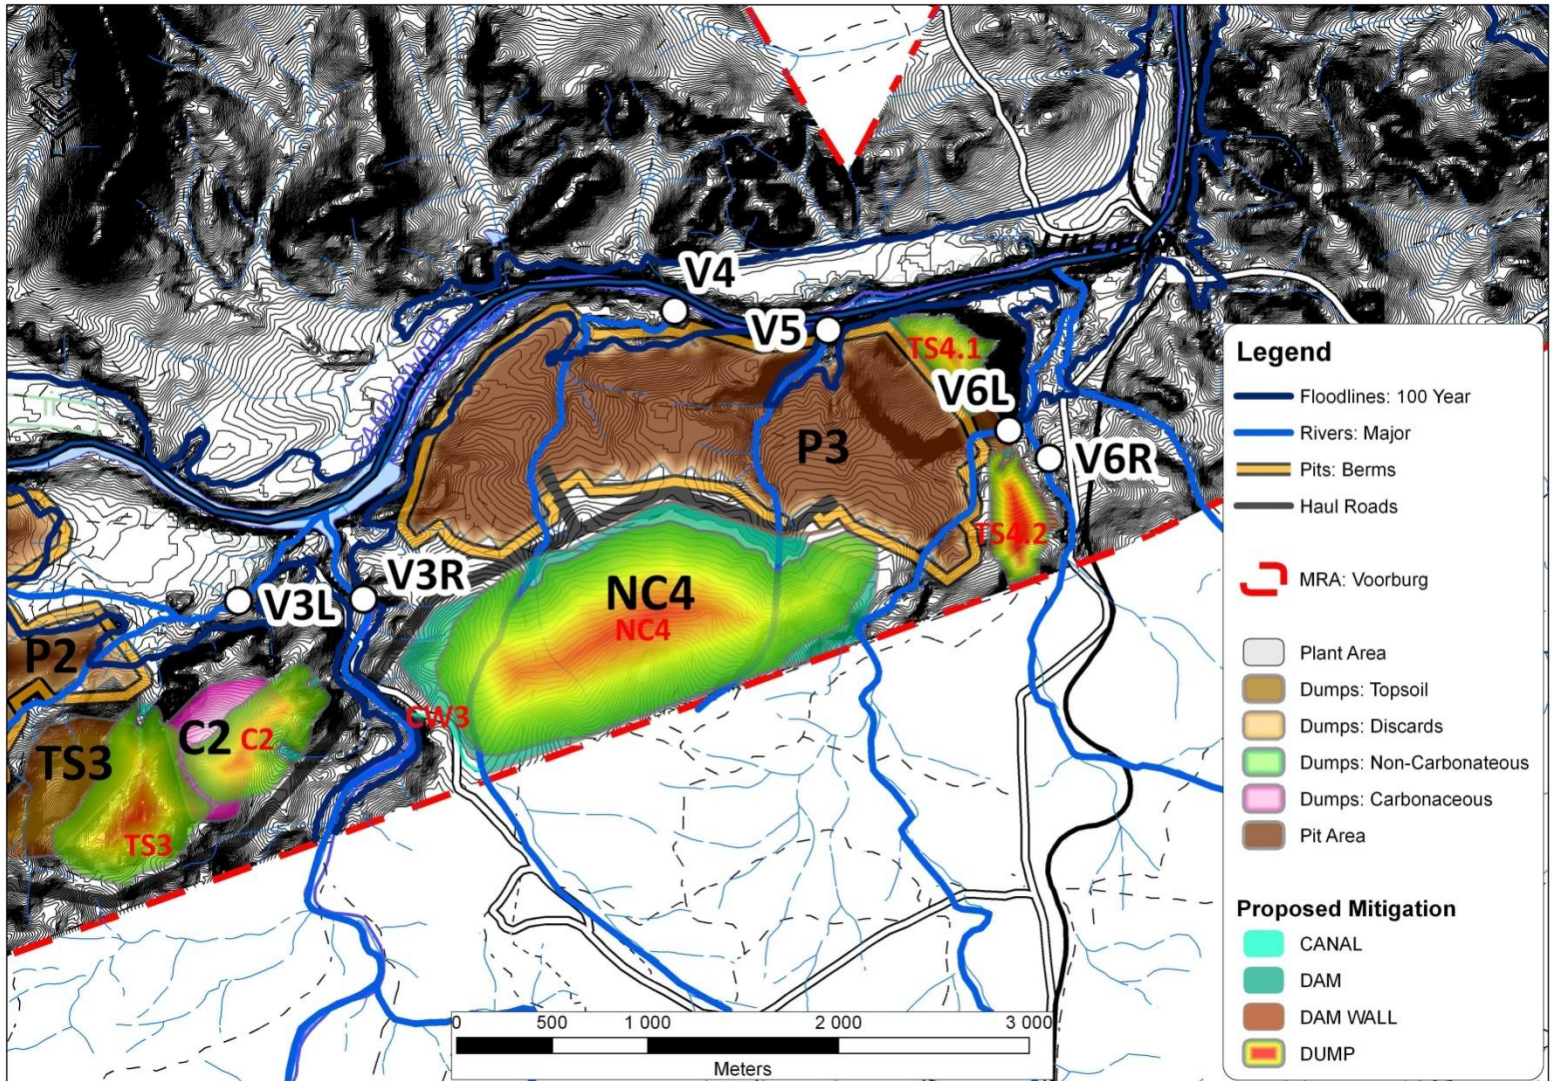 V4
V5
TS4.1
V6L
V6R
SANDRIVIER
P3
TS4.2
V3R
V3L
NC4
NC4
P2
CW3
C2
C2
TS3
TS3
Legend
Floodlines: 100 Year
Rivers: Major
Pits: Berms
Haul Roads
MRA: Voorburg
Plant Area
Dumps: Topsoil
Dumps: Discards
Dumps: Non-Carbonateous
Dumps: Carbonaceous
Pit Area
Proposed Mitigation
CANAL
DAM
DAM WALL
DUMP
0 500 1 000 2 000 3 000
Meters